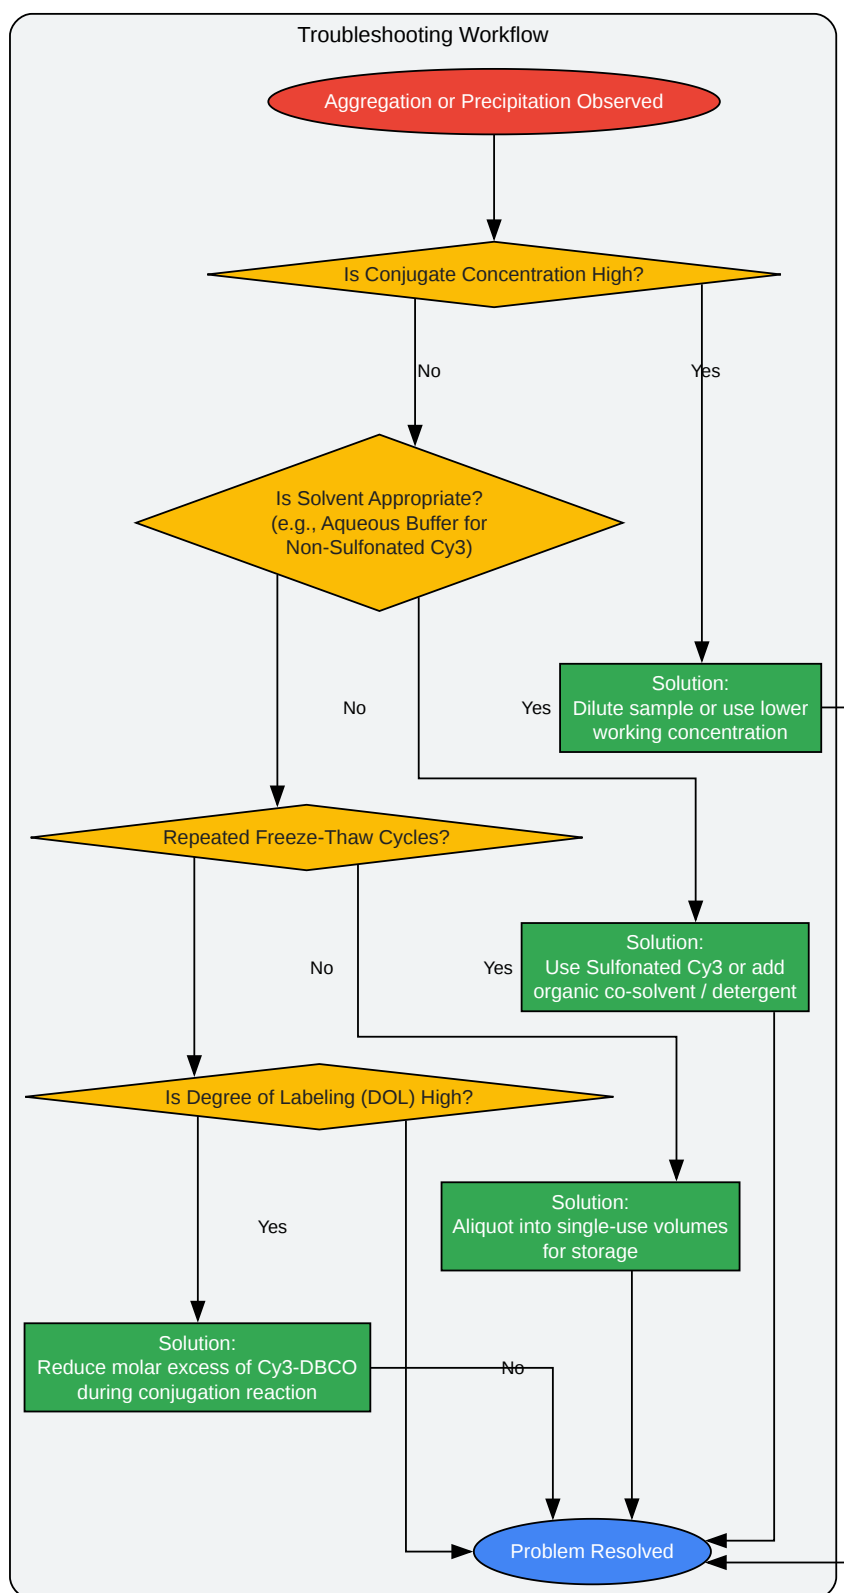 Troubleshooting Workflow
Aggregation or Precipitation Observed
Is Conjugate Concentration High?
No
Yes
Is Solvent Appropriate?
(e.g., Aqueous Buffer for
Non-Sulfonated Cy3)
No
Yes
Solution:
Dilute sample or use lower
working concentration
Repeated Freeze-Thaw Cycles?
No
Yes
Solution:
Use Sulfonated Cy3 or add
organic co-solvent / detergent
Is Degree of Labeling (DOL) High?
Yes
Solution:
Aliquot into single-use volumes
for storage
Solution:
Reduce molar excess of Cy3-DBCO
during conjugation reaction
No
Problem Resolved